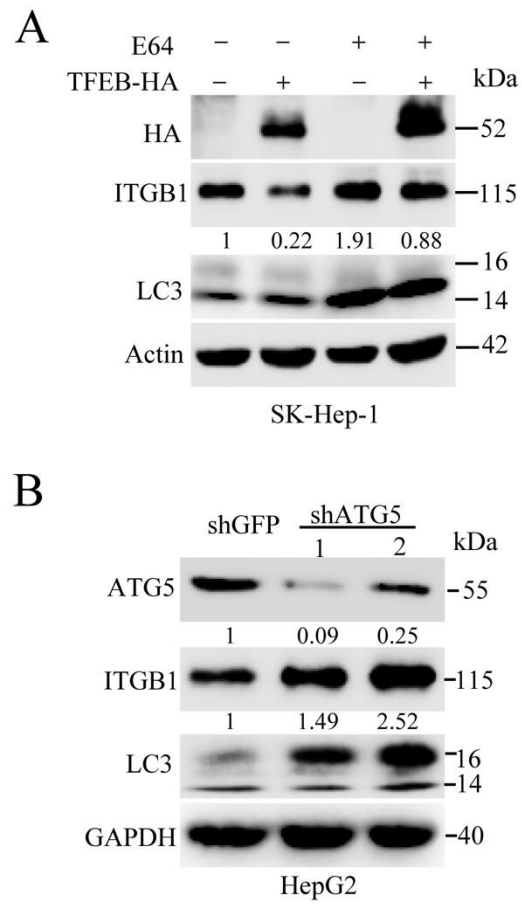 A
E64 – – + +
TFEB-HA – + – + kDa
HA 52
ITGB1 115
1 0.22 1.91 0.88
16
LC3 14
Actin 42
SK-Hep-1
B
shGFP shATG5
1 2 kDa
ATG5 55
1 0.09 0.25
ITGB1 115
1 1.49 2.52
LC3 16
14
GAPDH 40
HepG2